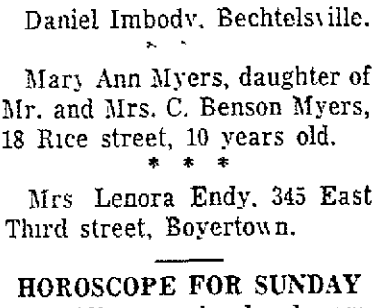 Daniel Imbody. Bechtelsville.
Mary Ann Myers, daughter of
Mr. and Mrs. C. Benson Myers,
18 Rice street, 10 years old.
* * *
Mrs Lenora Endy. 345 East
Third street, Boyertown.
HOROSCOPE FOR SUNDAY